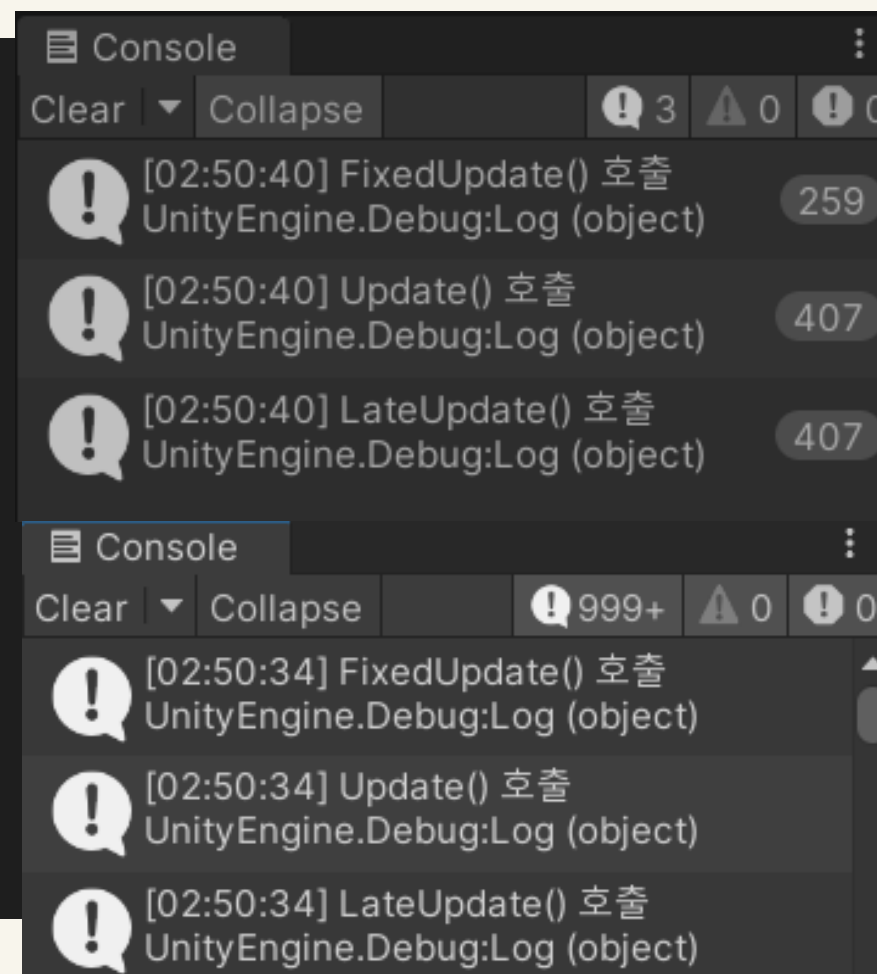 Console
Clear Collapse 3 0 0
[02:50:40] FixedUpdate() 호출
UnityEngine.Debug:Log (object) 259
[02:50:40] Update() 호출
UnityEngine.Debug:Log (object) 407
[02:50:40] LateUpdate() 호출
UnityEngine.Debug:Log (object) 407
Console
Clear Collapse 999+ 0 0
[02:50:34] FixedUpdate() 호출
UnityEngine.Debug:Log (object)
[02:50:34] Update() 호출
UnityEngine.Debug:Log (object)
[02:50:34] LateUpdate() 호출
UnityEngine.Debug:Log (object)